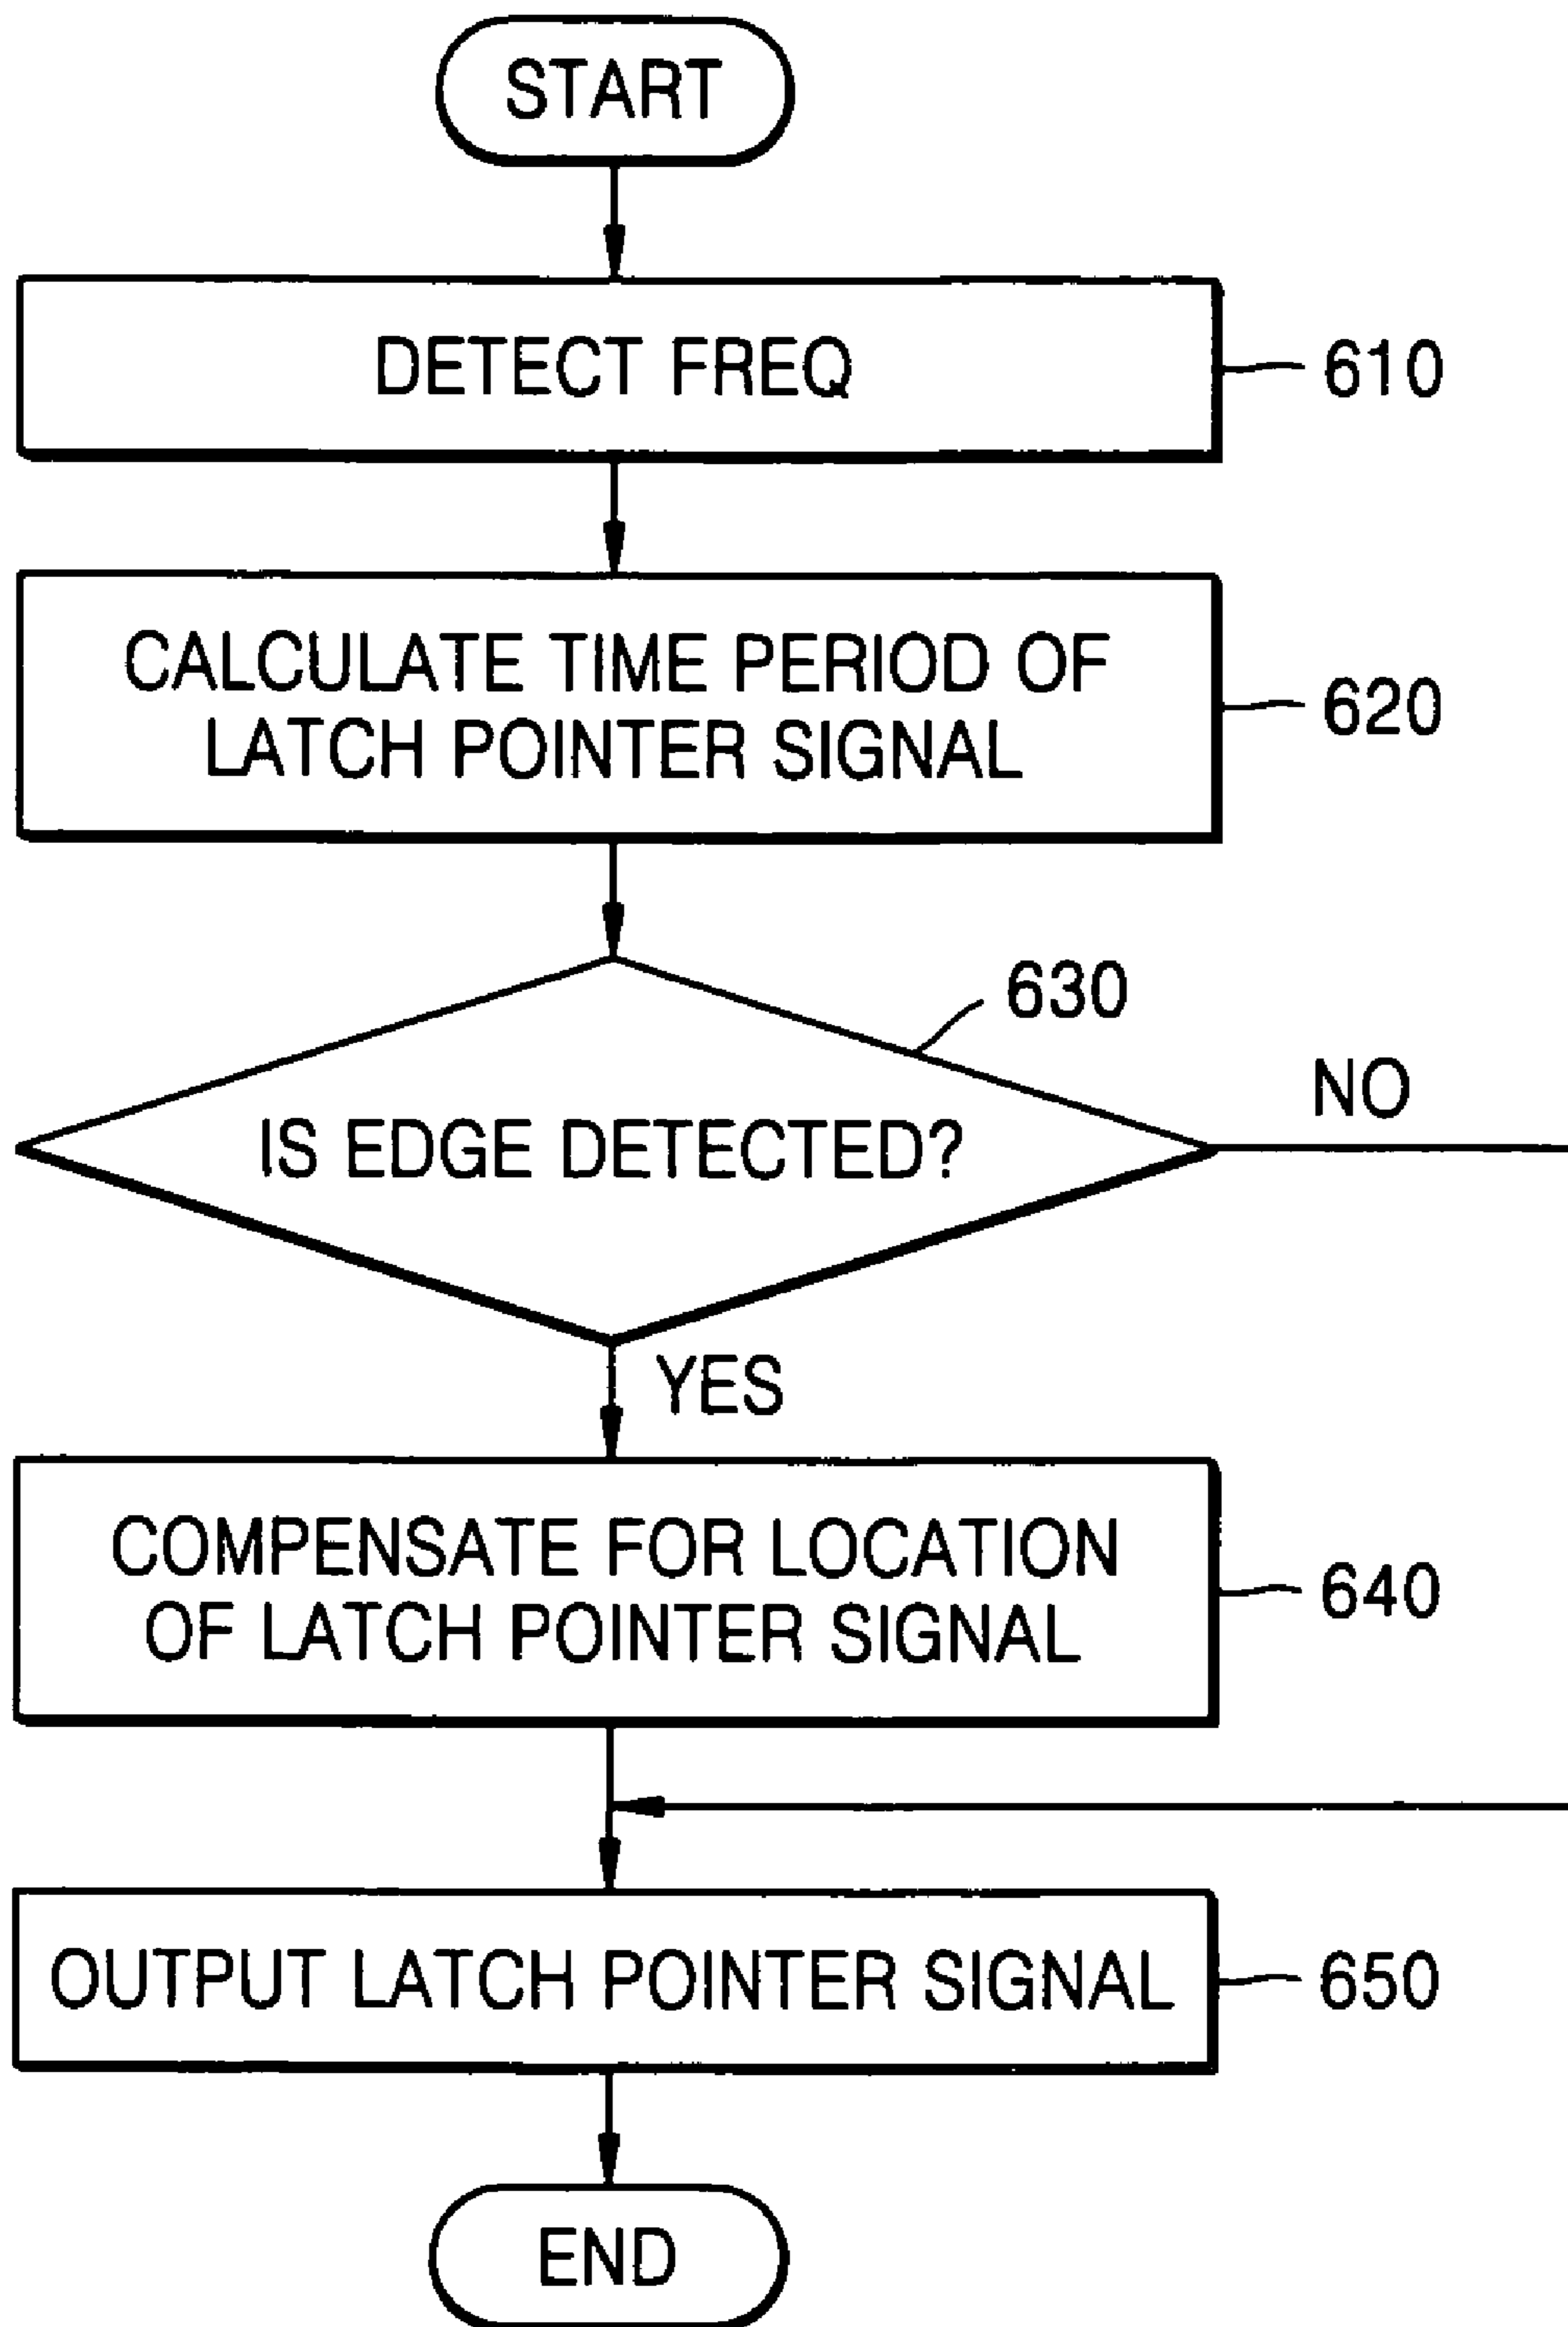 START
DETECT FREQ
610
CALCULATE TIME PERIOD OF
LATCH POINTER SIGNAL
620
630
IS EDGE DETECTED?
NO
YES
COMPENSATE FOR LOCATION
OF LATCH POINTER SIGNAL
640
OUTPUT LATCH POINTER SIGNAL
650
END